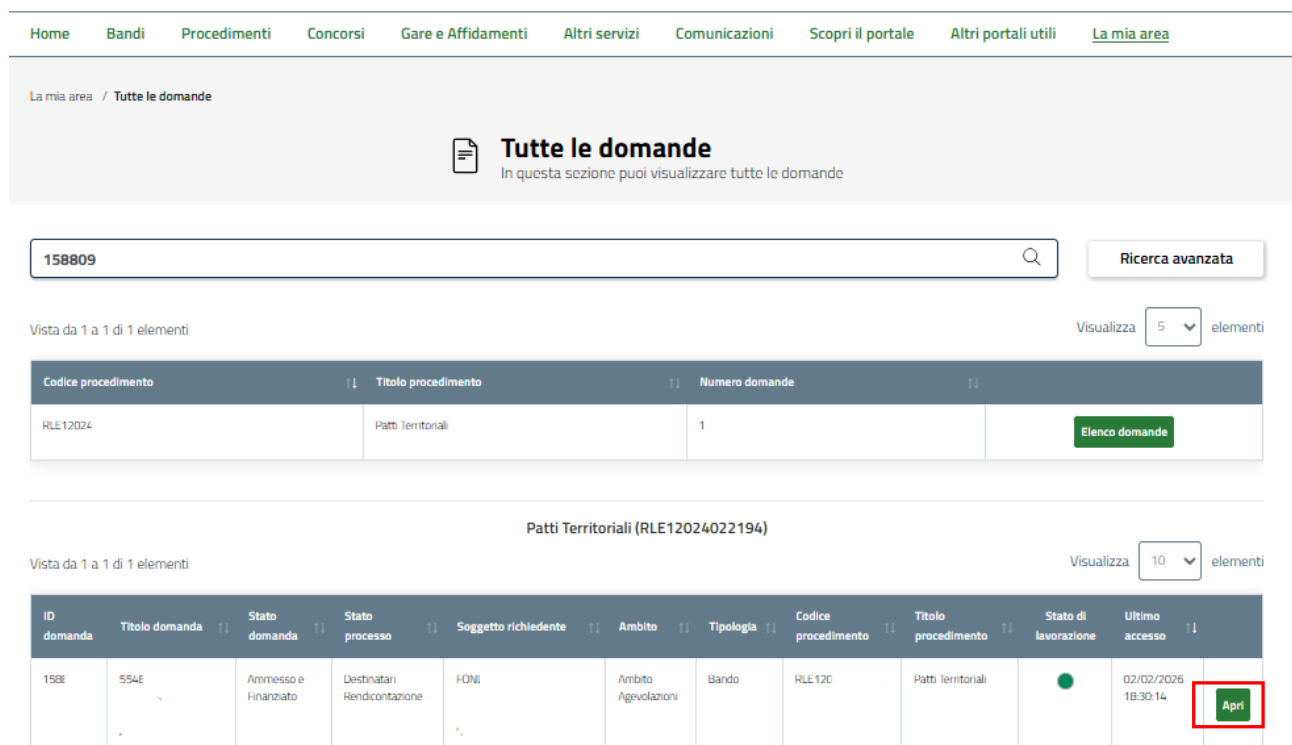 Home Bandi Procedimenti Concorsi Gare e Affidamenti Altri servizi Comunicazioni Scopri il portale Altri portali utili La mia area
La mia area / Tutte le domande
Tutte le domande
In questa sezione puoi visualizzare tutte le domande
158809
Ricerca avanzata
Vista da 1 a 1 di 1 elementi
Visualizza 5 elementi
Codice procedimento Titolo procedimento Numero domande
RLE12024 Patti Territoriali 1 Elenco domande
Patti Territoriali (RLE12024022194)
Vista da 1 a 1 di 1 elementi
Visualizza 10 elementi
ID domanda Titolo domanda Stato domanda Stato processo Soggetto richiedente Ambito Tipologia Codice procedimento Titolo procedimento Stato di lavorazione Ultimo accesso
Ammesso e Finanziato Destinatari Rendicontazione Ambito Agevolazioni Bando Patti Territoriali 02/02/2026 18:30:14 Apri